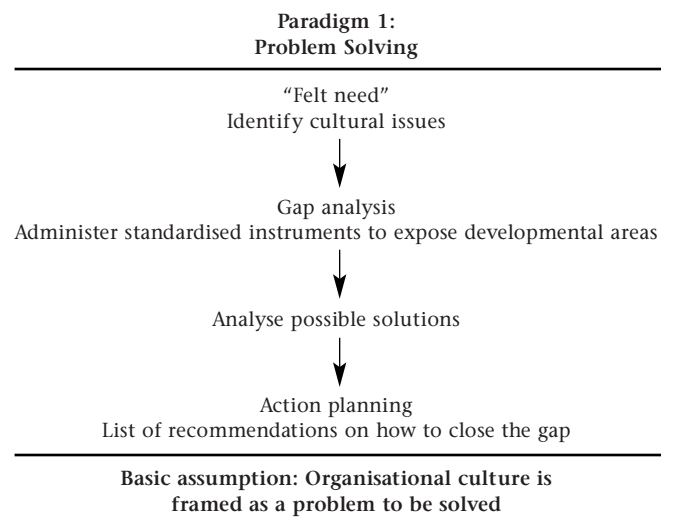 Paradigm 1:
Problem Solving
“Felt need”
Identify cultural issues
Gap analysis
Administer standardised instruments to expose developmental areas
Analyse possible solutions
Action planning
List of recommendations on how to close the gap
Basic assumption: Organisational culture is
framed as a problem to be solved